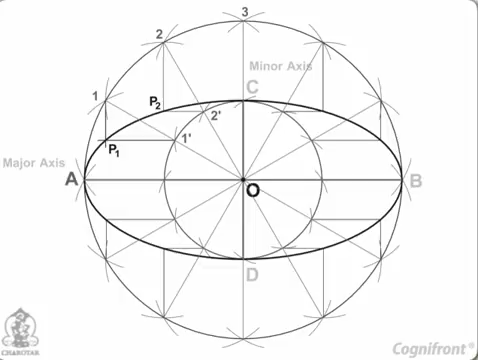 3
2
Minor Axis
C
1
P2
2'
1'
P1
Major Axis
A
O
B
D
CHAROTAR
Cognifront ®